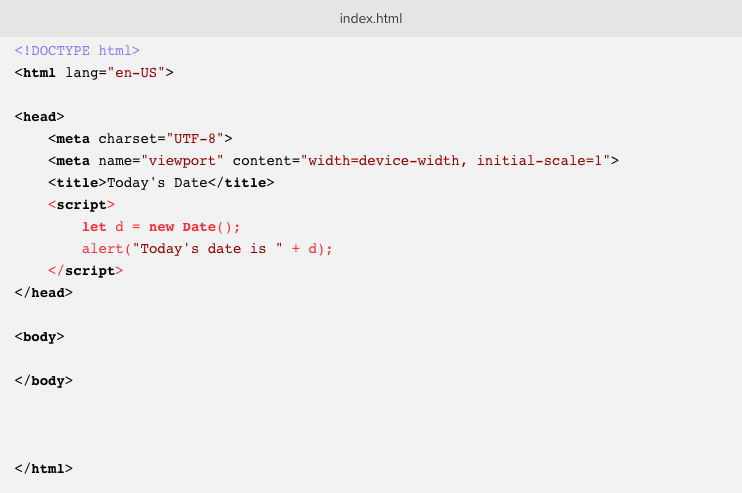 index.html
<!DOCTYPE html>
<html lang="en-US">
<head>
<meta charset="UTF-8">
<meta name="viewport" content="width=device-width, initial-scale=1">
<title>Today's Date</title>
<script>
let d = new Date();
alert("Today's date is " + d);
</script>
</head>
<body>
</body>
</html>